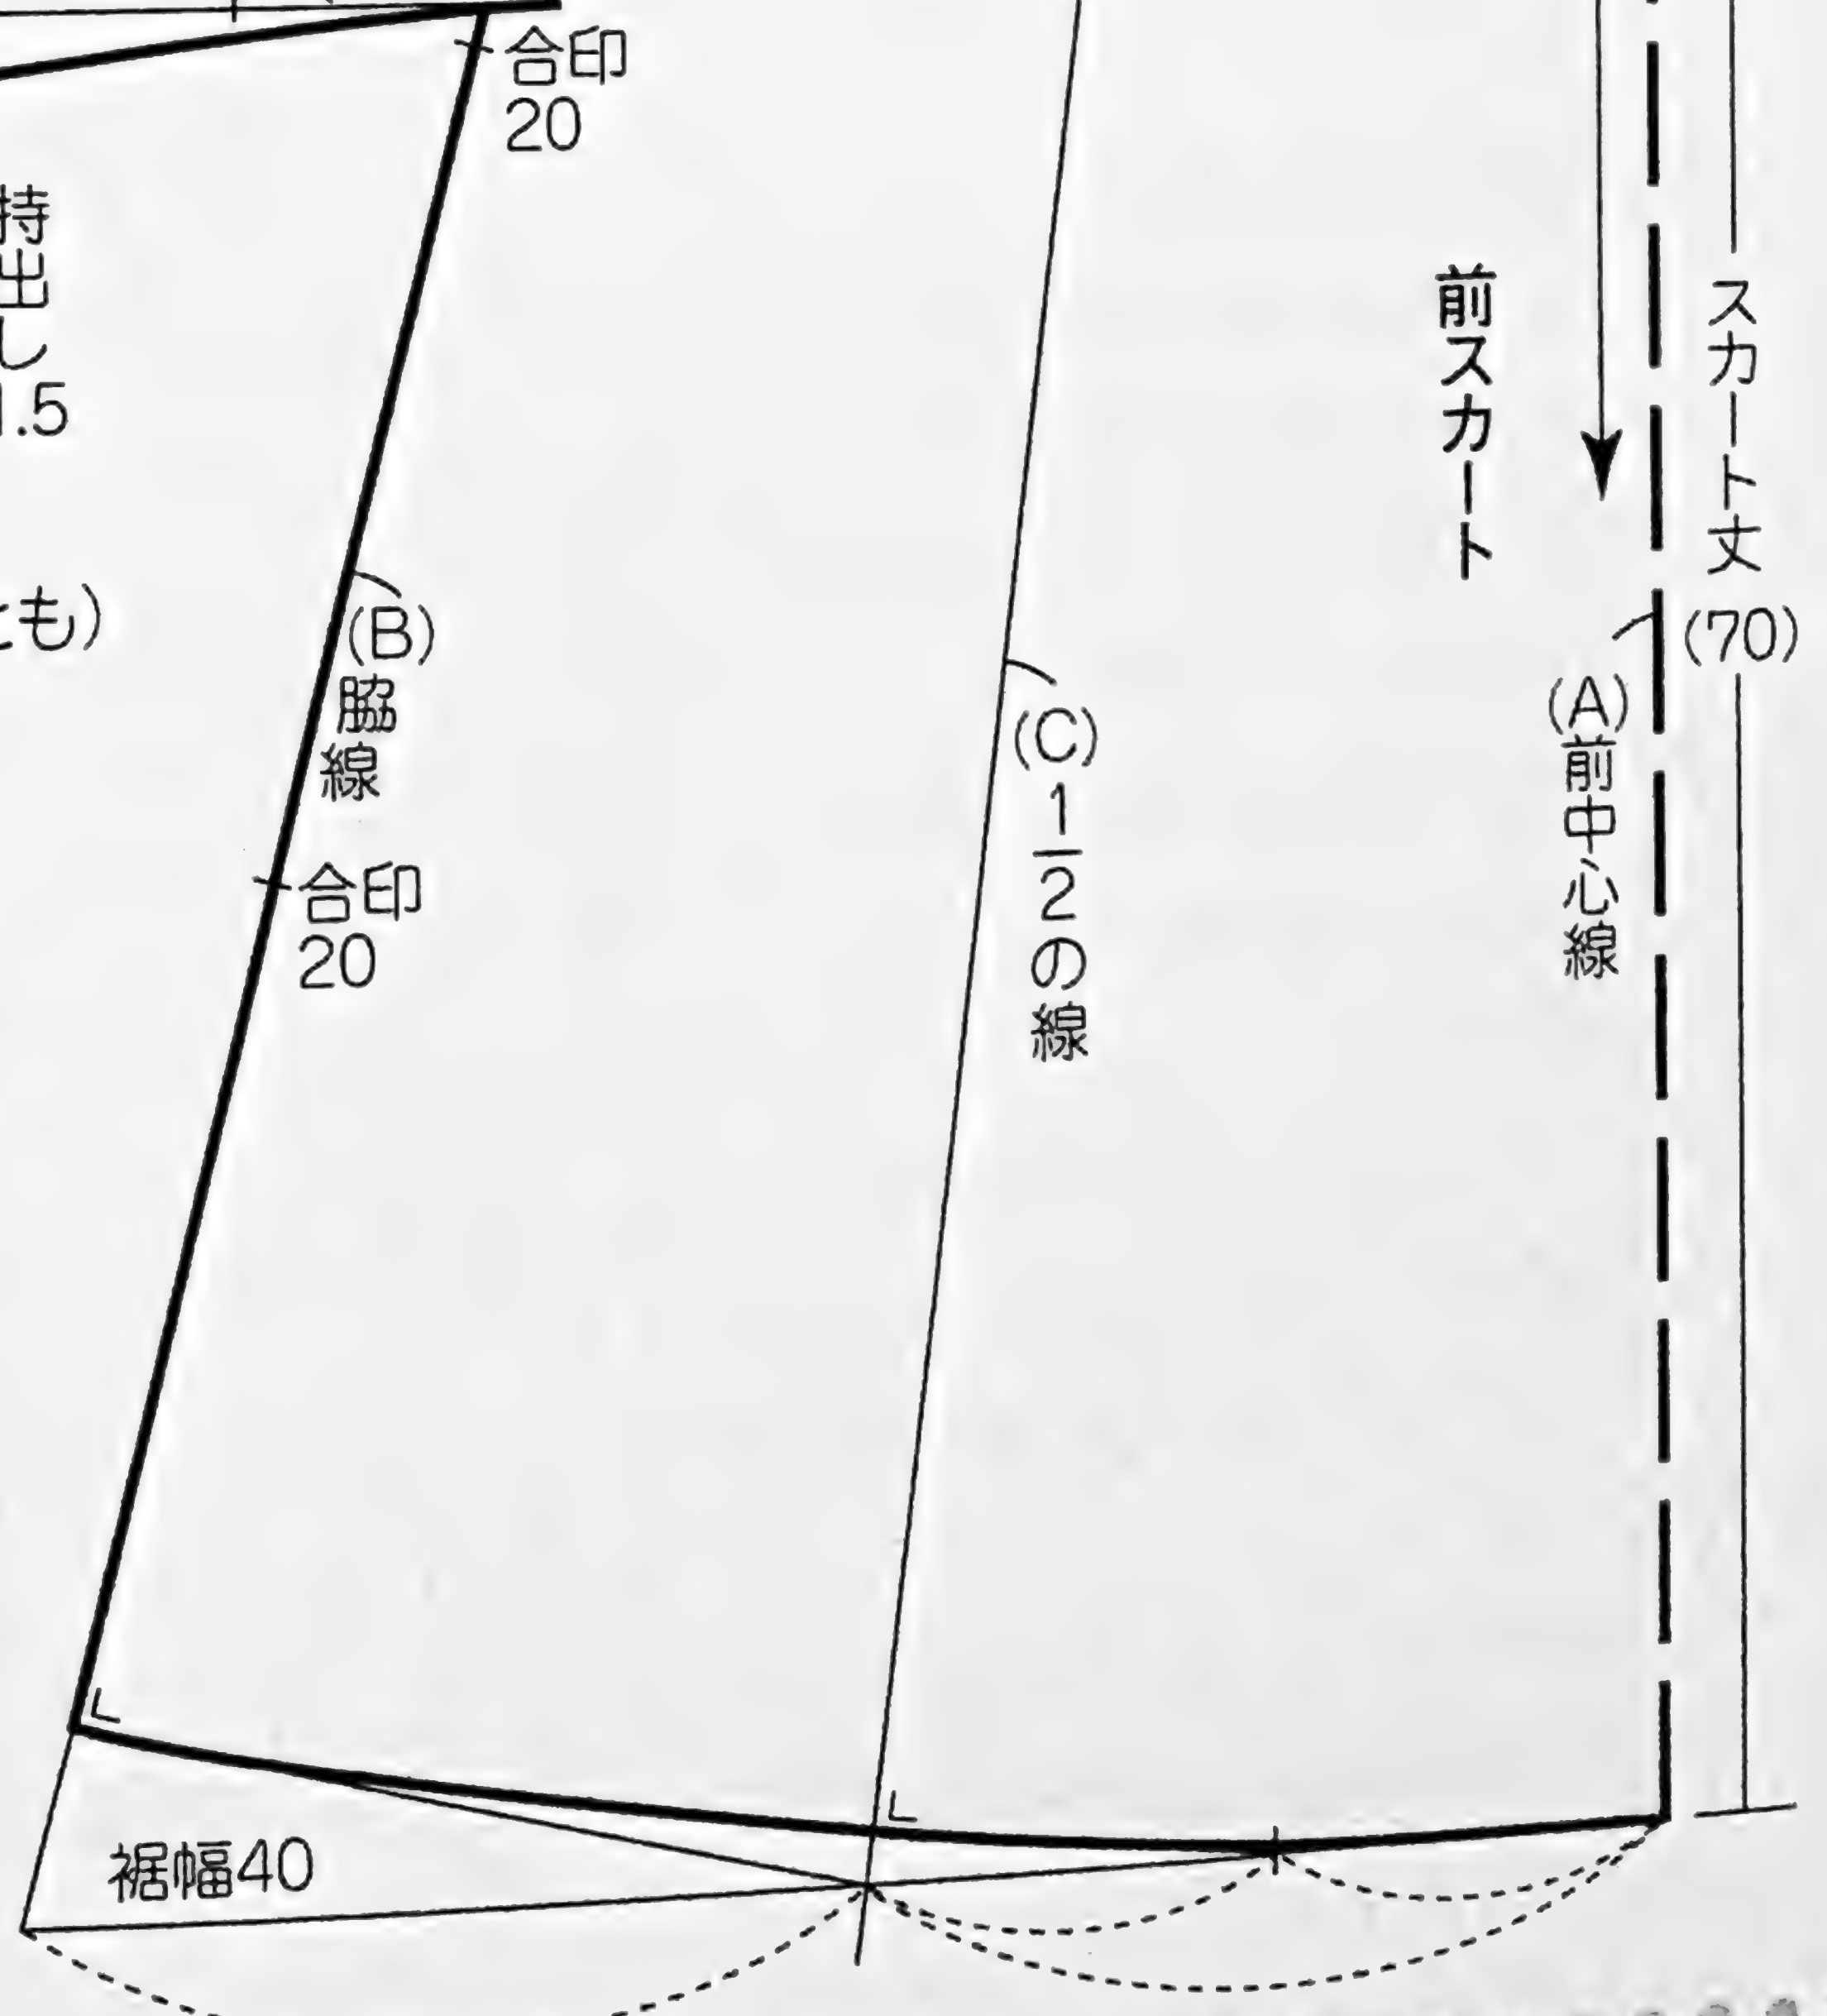 合印
20
持出し
1.5
とも)
(B)
脇線
合印
20
(C)
1/2の線
前スカート
(A)
前中心線
スカート丈
(70)
裾幅40